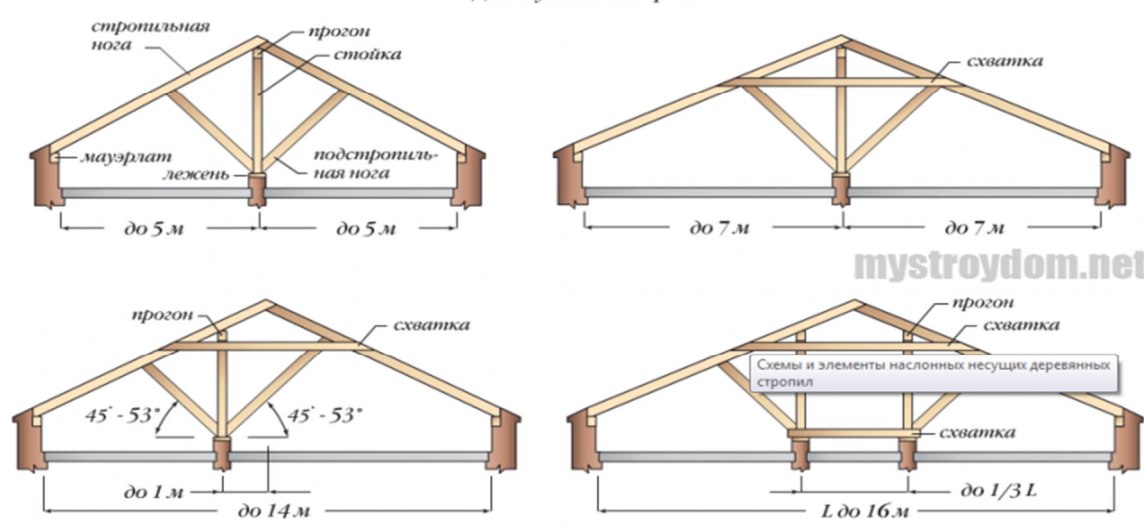 стропильная
нога
прогон
стойка
мауэрлат
лежень
подстропиль-
ная нога
до 5 м
до 5 м
схватка
до 7 м
до 7 м
mystroydom.net
прогон
схватка
45° - 53°
45° - 53°
до 1 м
до 14 м
прогон
схватка
Схемы и элементы наслонных несущих деревянных
стропил
схватка
до 1/3 L
L до 16 м